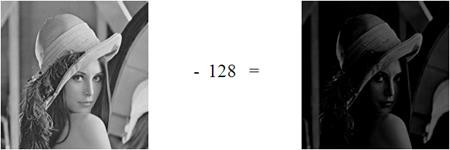 - 128 =